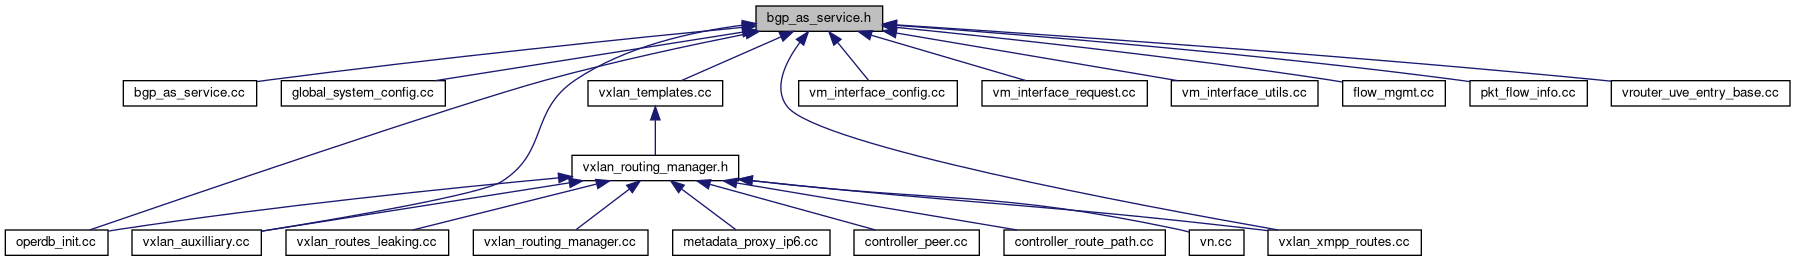 bgp_as_service.h
bgp_as_service.cc
global_system_config.cc
vxlan_templates.cc
vm_interface_config.cc
vm_interface_request.cc
vm_interface_utils.cc
flow_mgmt.cc
pkt_flow_info.cc
vrouter_uve_entry_base.cc
vxlan_routing_manager.h
operdb_init.cc
vxlan_auxilliary.cc
vxlan_routes_leaking.cc
vxlan_routing_manager.cc
metadata_proxy_ip6.cc
controller_peer.cc
controller_route_path.cc
vn.cc
vxlan_xmpp_routes.cc